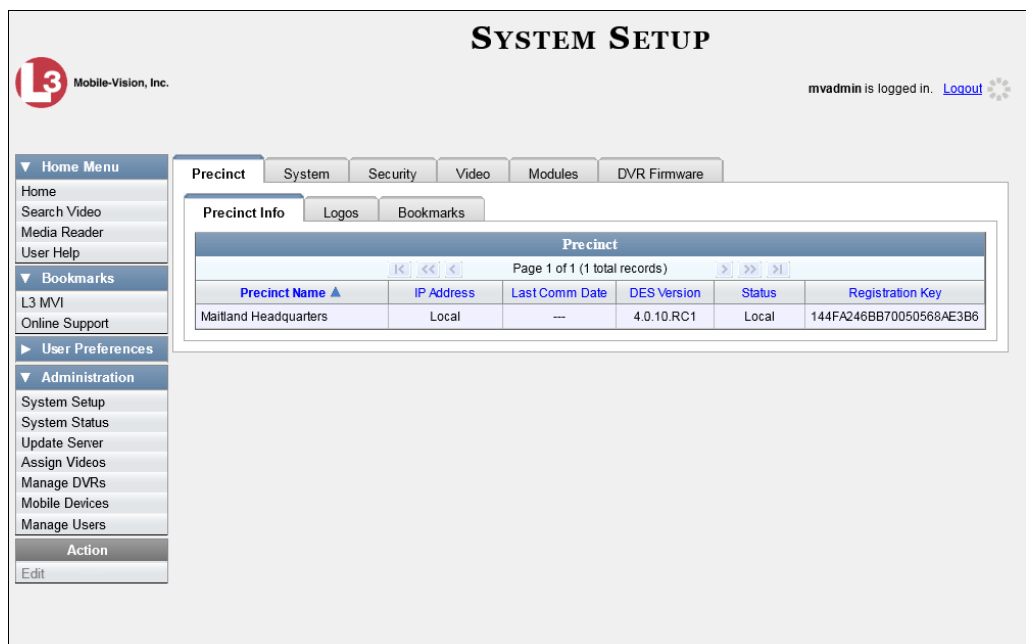 SYSTEM SETUP
L3 Mobile-Vision, Inc.
mvadmin is logged in. Logout
▼ Home Menu
Home
Search Video
Media Reader
User Help
▼ Bookmarks
L3 MVI
Online Support
▶ User Preferences
▼ Administration
System Setup
System Status
Update Server
Assign Videos
Manage DVRs
Mobile Devices
Manage Users
Action
Edit
Precinct System Security Video Modules DVR Firmware
Precinct Info Logos Bookmarks
Precinct
|< << < Page 1 of 1 (1 total records) > >> >|
Precinct Name ▲ IP Address Last Comm Date DES Version Status Registration Key
Maitland Headquarters Local --- 4.0.10.RC1 Local 144FA246BB70050568AE3B6